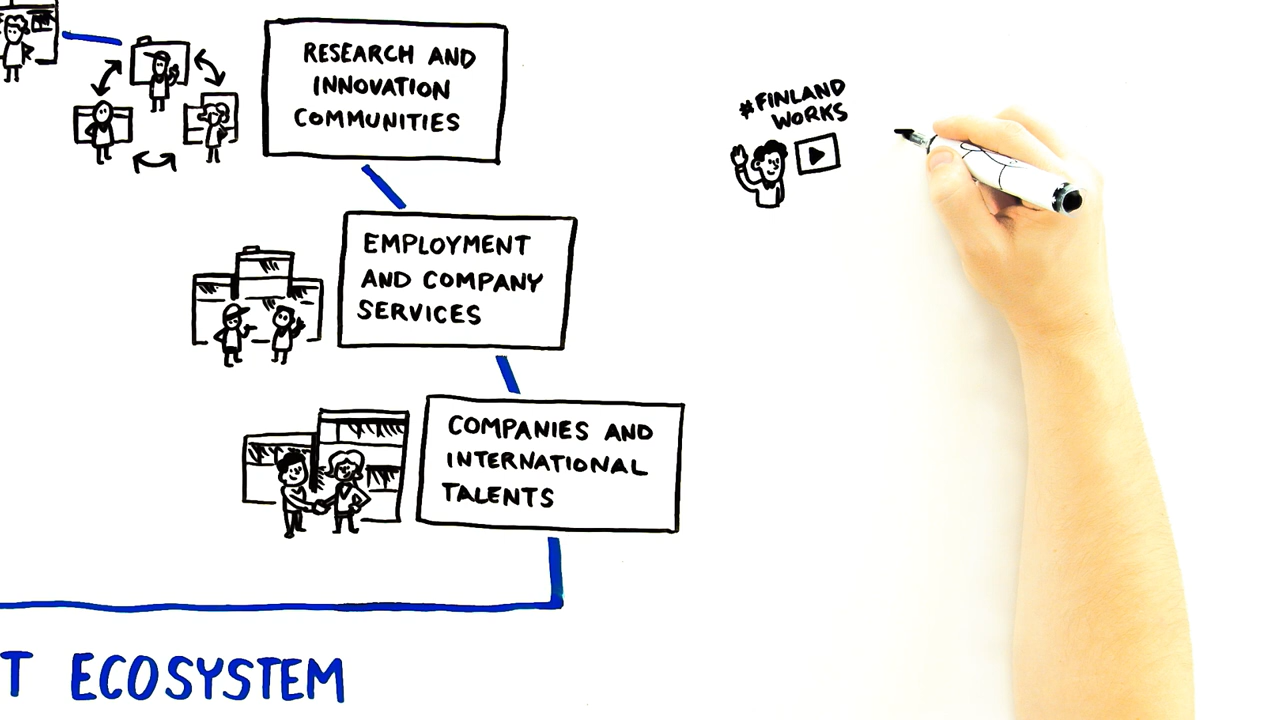 RESEARCH AND
INNOVATION
COMMUNITIES
#FINLAND
WORKS
EMPLOYMENT
AND COMPANY
SERVICES
COMPANIES AND
INTERNATIONAL
TALENTS
T ECOSYSTEM